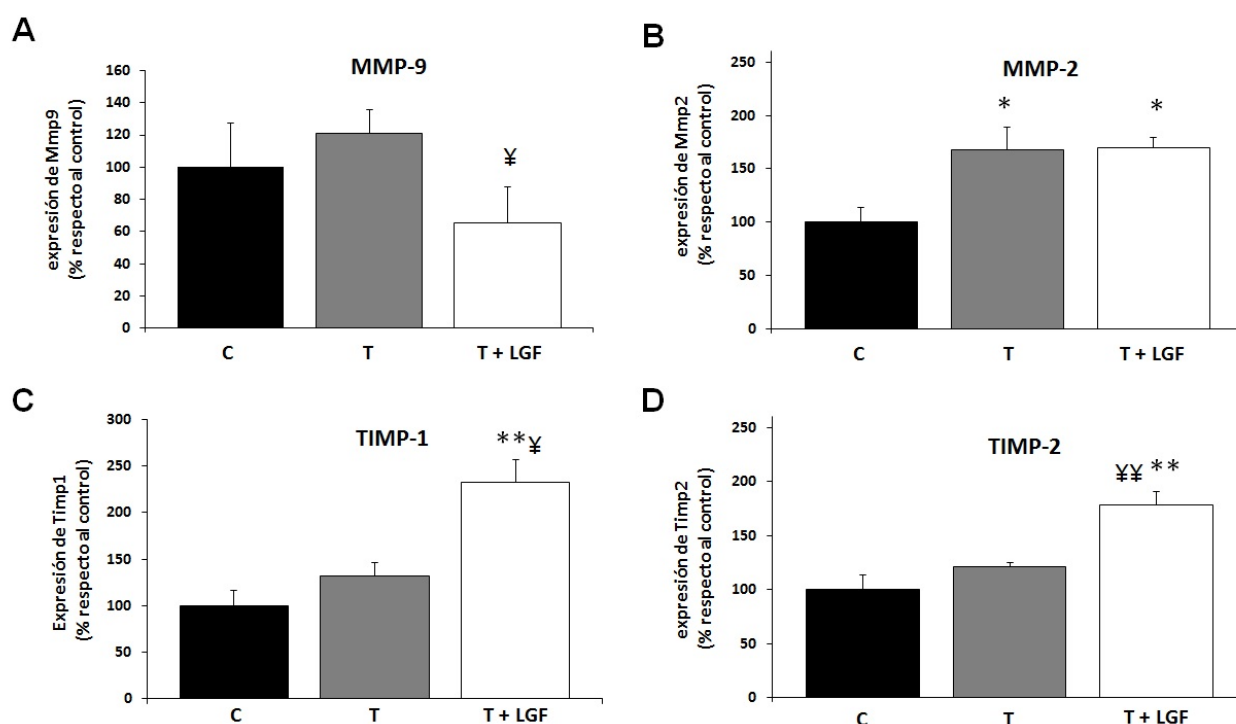 A
MMP-9
expresión de Mmp9
(% respecto al control)
160
140
120
100
80
60
40
20
0
¥
C T T + LGF
B
MMP-2
expresión de Mmp2
(% respecto al control)
250
200
150
100
50
0
* *
C T T + LGF
C
TIMP-1
Expresión de Timp1
(% respecto al control)
300
250
200
150
100
50
0
**¥
C T T + LGF
D
TIMP-2
expresión de Timp2
(% respecto al control)
250
200
150
100
50
0
¥¥ **
C T T + LGF